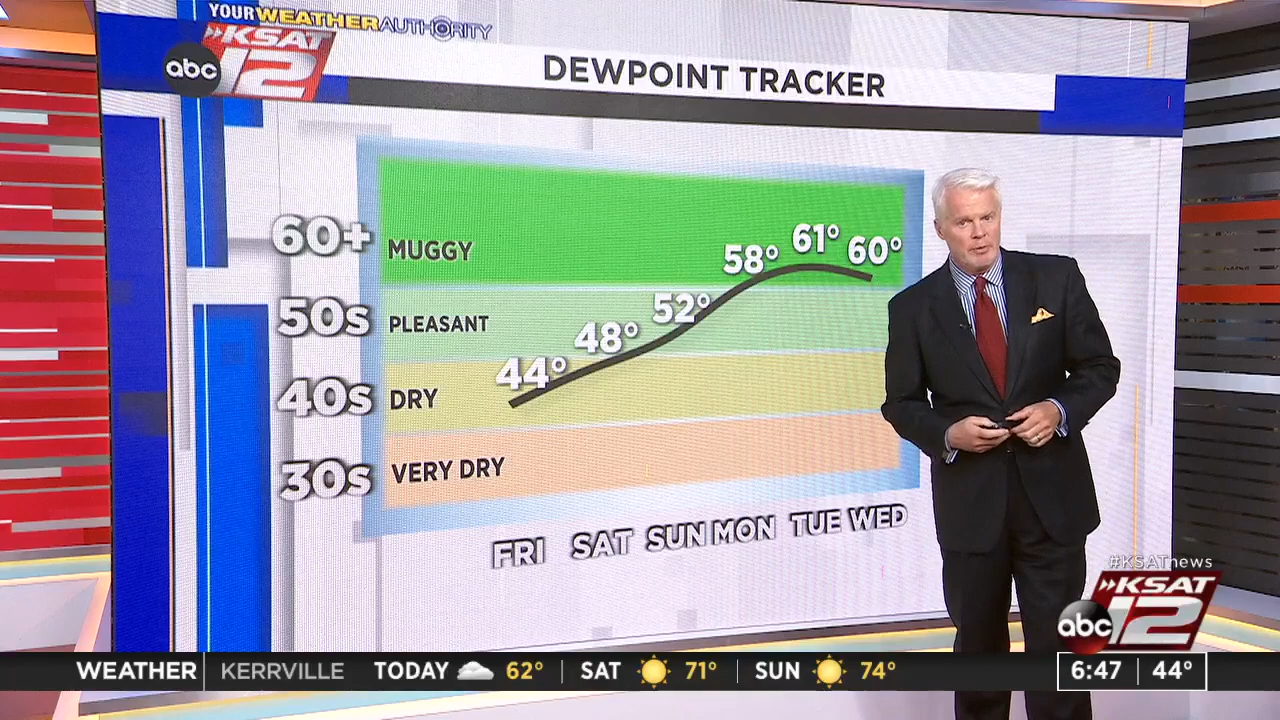 YOUR WEATHER AUTHORITY
»KSAT
abc 12
DEWPOINT TRACKER
60+ MUGGY
50s PLEASANT
40s DRY
30s VERY DRY
44° 48° 52° 58° 61° 60°
FRI SAT SUN MON TUE WED
#KSATnews
»KSAT
abc 12
WEATHER KERRVILLE TODAY 62° SAT 71° SUN 74°
6:47 44°